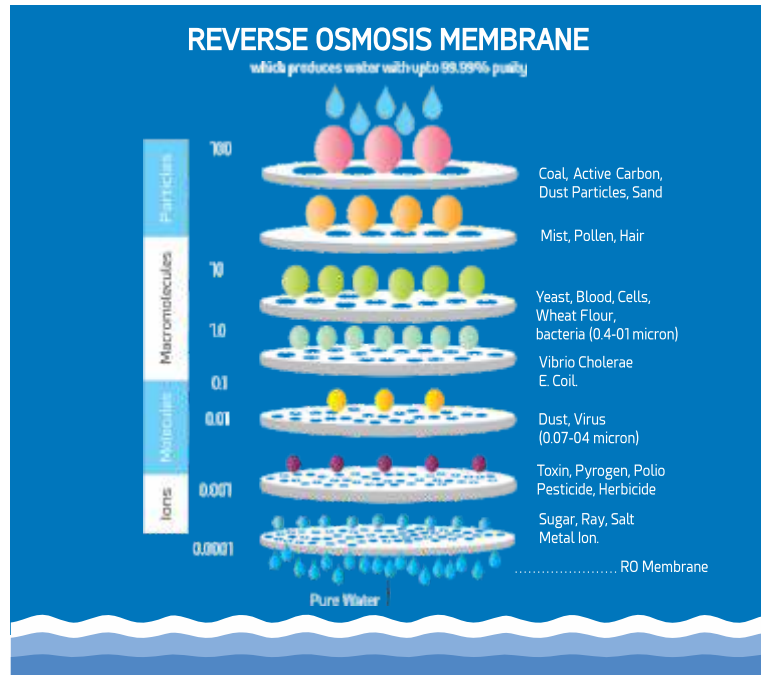 REVERSE OSMOSIS MEMBRANE
which produces water with upto 99.99% purity
Particles
Macromolecules
Molecules
Ions
100
10
1.0
0.1
0.01
0.001
0.0001
Coal, Active Carbon,
Dust Particles, Sand
Mist, Pollen, Hair
Yeast, Blood, Cells,
Wheat Flour,
bacteria (0.4-01 micron)
Vibrio Cholerae
E. Coil.
Dust, Virus
(0.07-04 micron)
Toxin, Pyrogen, Polio
Pesticide, Herbicide
Sugar, Ray, Salt
Metal Ion.
RO Membrane
Pure Water